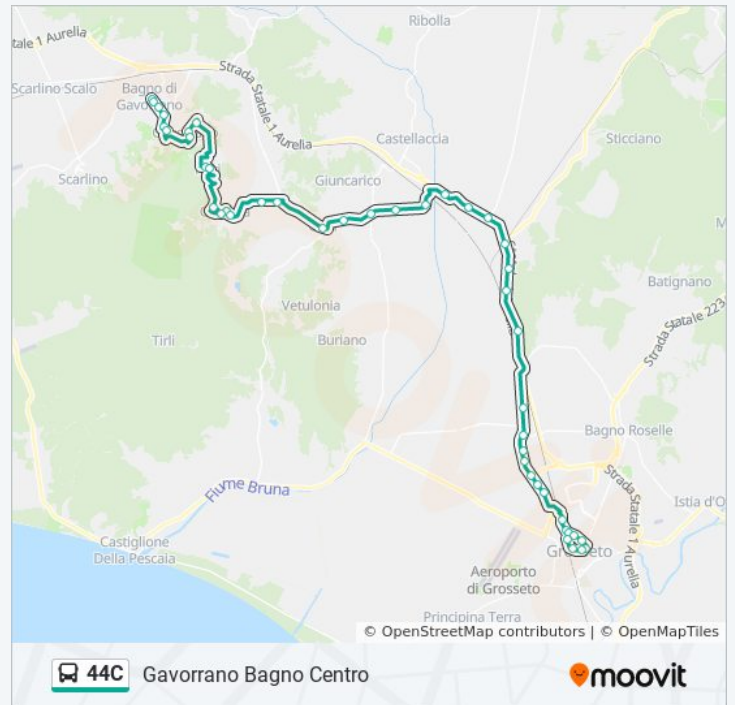 Ribolla
tale 1 Aurelia
Scarlino Scalo
Bagno di
Gavorrano
Strada Statale 1 Aurelia
Castellaccia
Sticciano
Scarlino
Giuncarico
Batignano
Vetulonia
Strada Statale 223
Tirli
Buriano
Bagno Roselle
Fiume Bruna
Strada Statale 1 Aurelia
Istia d'O
Castiglione
Della Pescaia
Grosseto
Aeroporto
di Grosseto
Principina Terra
© OpenStreetMap contributors | © OpenMapTiles
44C Gavorrano Bagno Centro
moovit